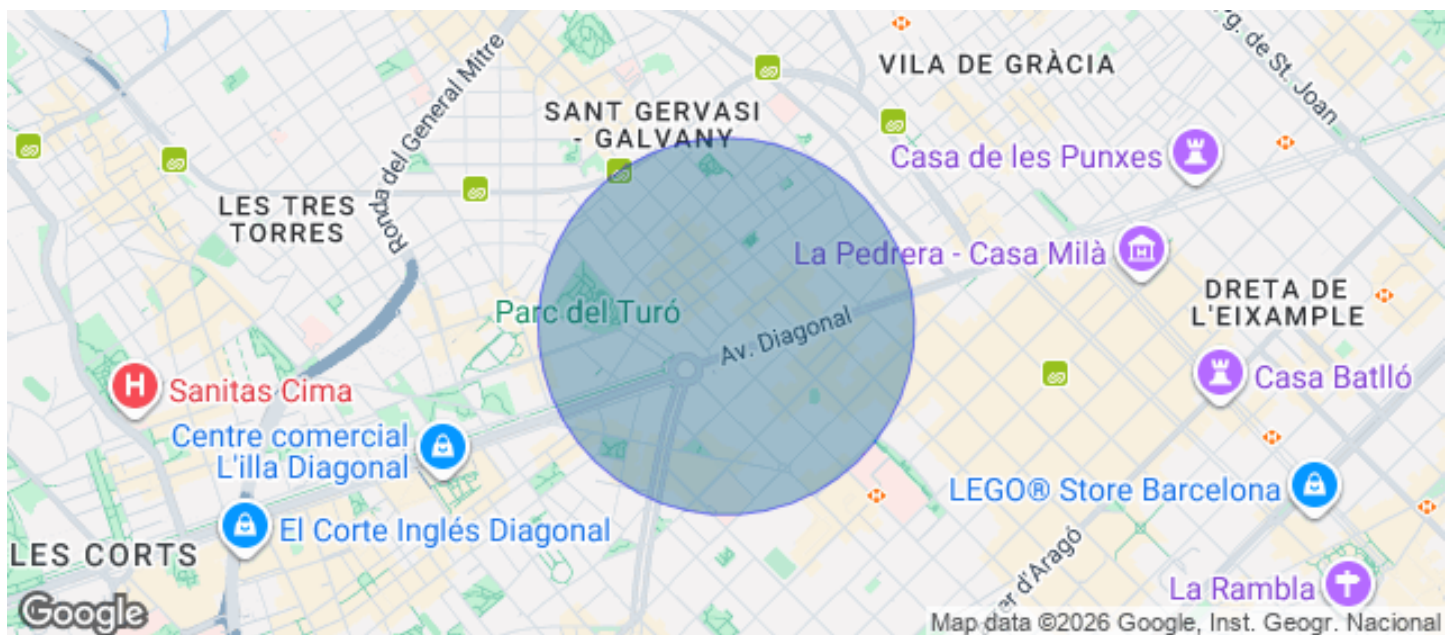 VILA DE GRÀCIA
rg. de St. Joan
SANT GERVASI
- GALVANY
Ronda del General Mitre
Casa de les Punxes
LES TRES
TORRES
La Pedrera - Casa Milà
DRETA DE
L'EIXAMPLE
Parc del Turó
Av. Diagonal
H
Sanitas Cima
Casa Batlló
Centre comercial
L'illa Diagonal
LEGO® Store Barcelona
El Corte Inglés Diagonal
LES CORTS
er d'Aragó
La Rambla
Google
Map data ©2026 Google, Inst. Geogr. Nacional